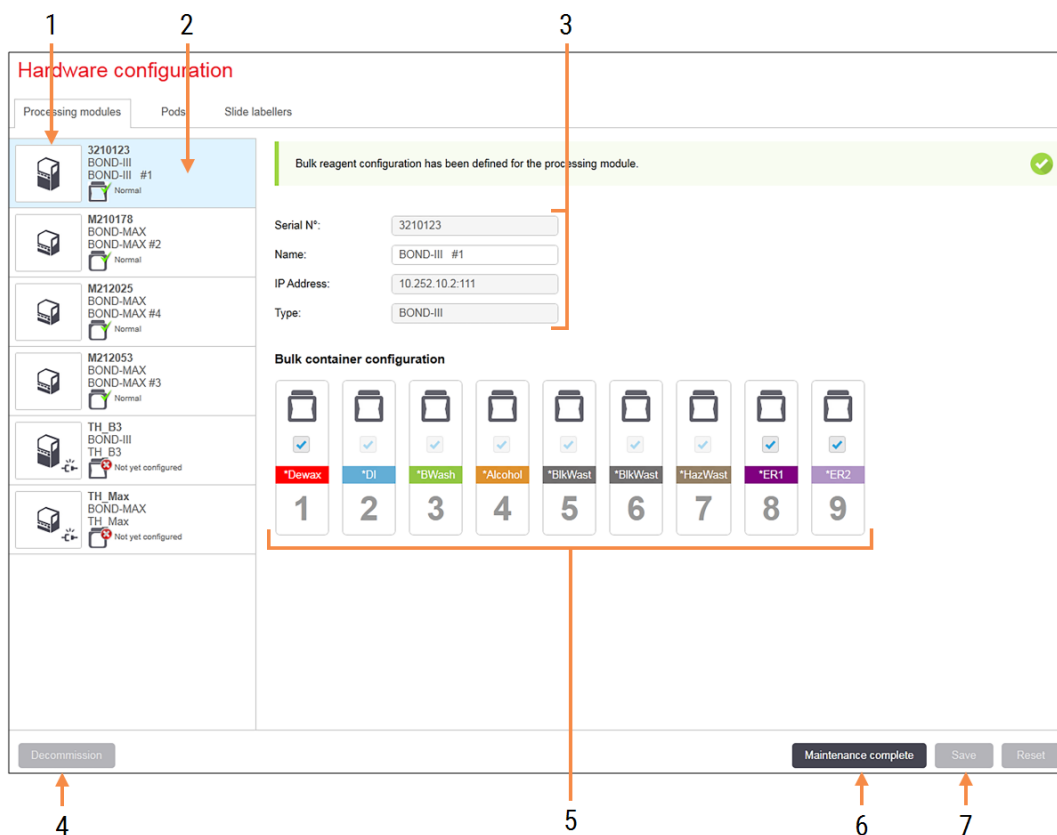 1 2 3
Hardware configuration
Processing modules Pods Slide labellers
3210123
BOND-III
BOND-III #1
Normal
M210178
BOND-MAX
BOND-MAX #2
Normal
M212025
BOND-MAX
BOND-MAX #4
Normal
M212053
BOND-MAX
BOND-MAX #3
Normal
TH_B3
BOND-III
TH_B3
Not yet configured
TH_Max
BOND-MAX
TH_Max
Not yet configured
Bulk reagent configuration has been defined for the processing module.
Serial N°: 3210123
Name: BOND-III #1
IP Address: 10.252.10.2:111
Type: BOND-III
Bulk container configuration
*Dewax *DI *BWash *Alcohol *BlkWast *BlkWast *HazWast *ER1 *ER2
1 2 3 4 5 6 7 8 9
Decommission Maintenance complete Save Reset
4 5 6 7